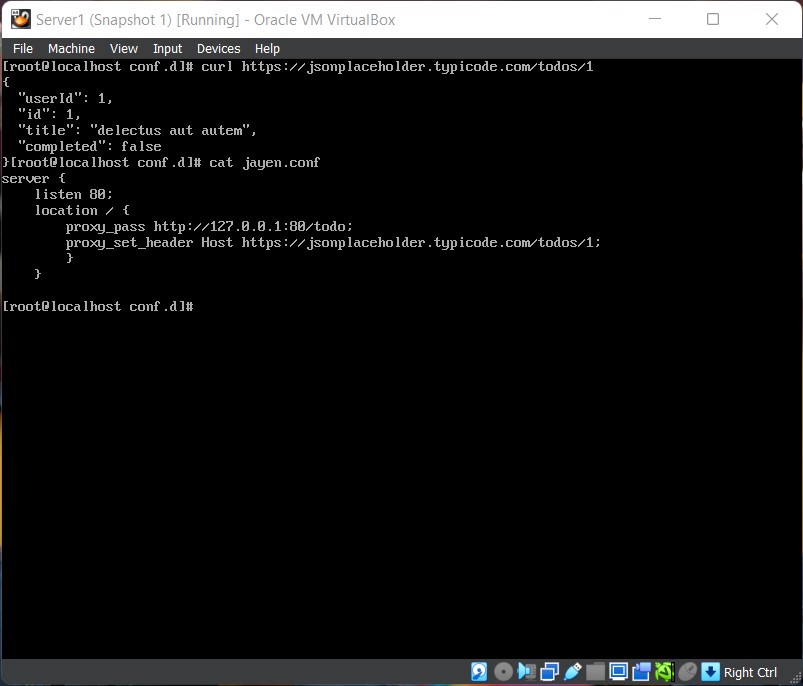 Server1 (Snapshot 1) [Running] - Oracle VM VirtualBox
File Machine View Input Devices Help
[root@localhost conf.d]# curl https://jsonplaceholder.typicode.com/todos/1
{
  "userId": 1,
  "id": 1,
  "title": "delectus aut autem",
  "completed": false
}[root@localhost conf.d]# cat jayen.conf
server {
    listen 80;
    location / {
        proxy_pass http://127.0.0.1:80/todo;
        proxy_set_header Host https://jsonplaceholder.typicode.com/todos/1;
        }
    }
[root@localhost conf.d]#
Right Ctrl